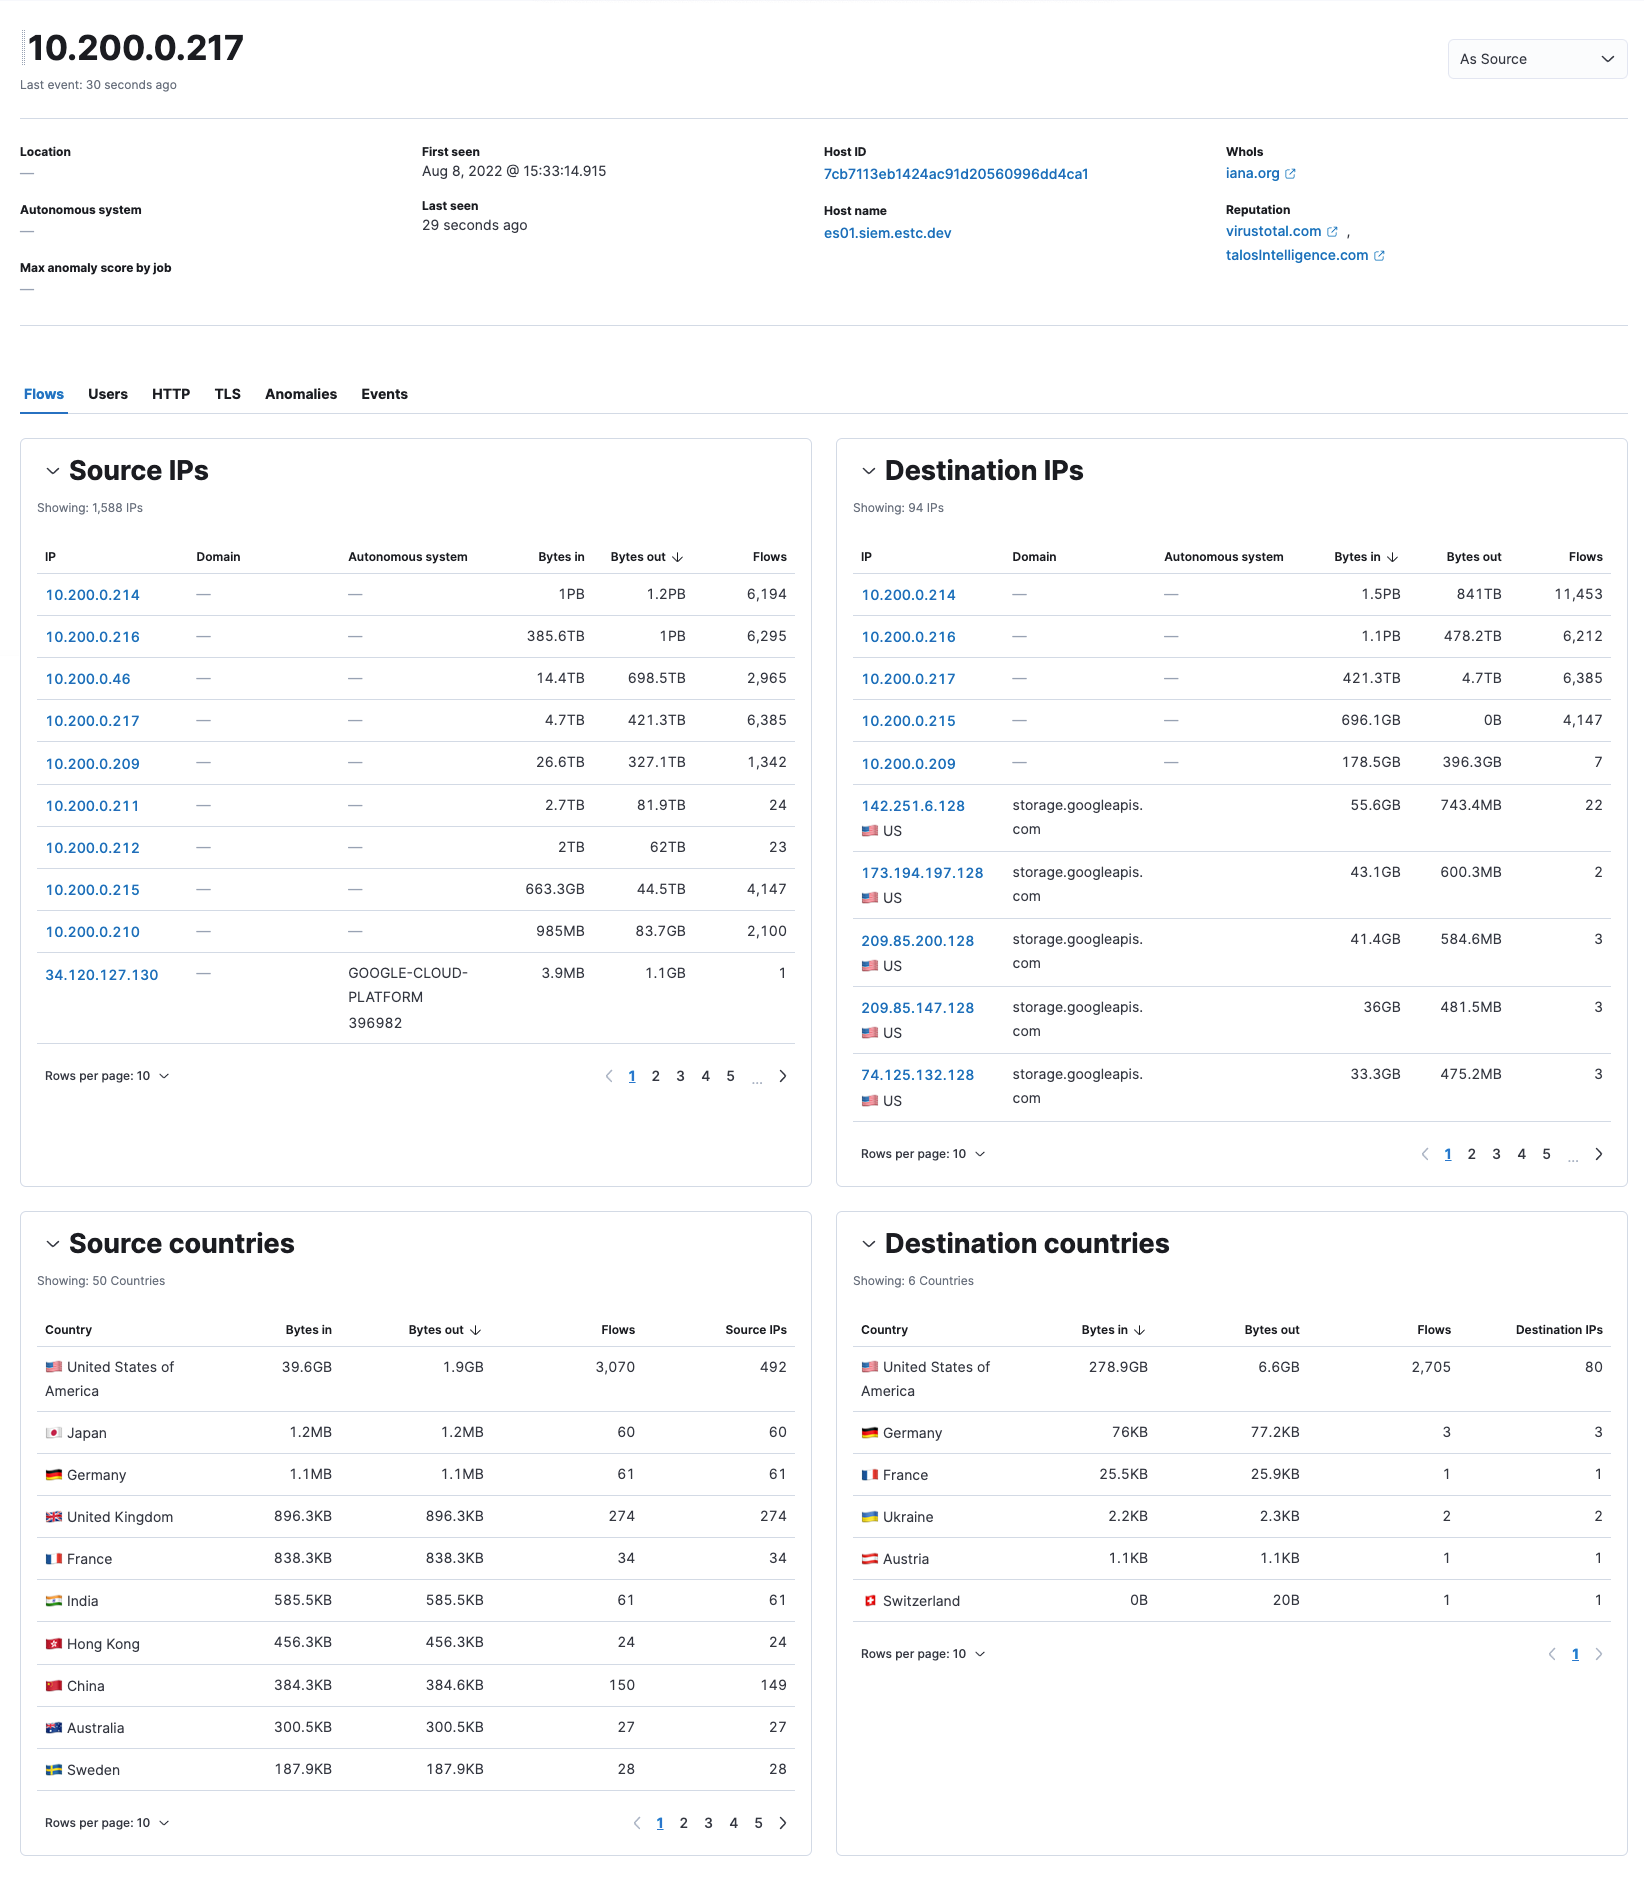 10.200.0.217
As Source
Last event: 30 seconds ago
Location
—
Autonomous system
—
Max anomaly score by job
—
First seen
Aug 8, 2022 @ 15:33:14.915
Last seen
29 seconds ago
Host ID
7cb7113eb1424ac91d20560996dd4ca1
Host name
es01.siem.estc.dev
WhoIs
iana.org
Reputation
virustotal.com ,
talosIntelligence.com
Flows Users HTTP TLS Anomalies Events
Source IPs
Showing: 1,588 IPs
IP Domain Autonomous system Bytes in Bytes out Flows
10.200.0.214 — — 1PB 1.2PB 6,194
10.200.0.216 — — 385.6TB 1PB 6,295
10.200.0.46 — — 14.4TB 698.5TB 2,965
10.200.0.217 — — 4.7TB 421.3TB 6,385
10.200.0.209 — — 26.6TB 327.1TB 1,342
10.200.0.211 — — 2.7TB 81.9TB 24
10.200.0.212 — — 2TB 62TB 23
10.200.0.215 — — 663.3GB 44.5TB 4,147
10.200.0.210 — — 985MB 83.7GB 2,100
34.120.127.130 — GOOGLE-CLOUD- 3.9MB 1.1GB 1
PLATFORM
396982
Rows per page: 10 1 2 3 4 5 ...
Destination IPs
Showing: 94 IPs
IP Domain Autonomous system Bytes in Bytes out Flows
10.200.0.214 — — 1.5PB 841TB 11,453
10.200.0.216 — — 1.1PB 478.2TB 6,212
10.200.0.217 — — 421.3TB 4.7TB 6,385
10.200.0.215 — — 696.1GB 0B 4,147
10.200.0.209 — — 178.5GB 396.3GB 7
142.251.6.128 storage.googleapis. 55.6GB 743.4MB 22
US com
173.194.197.128 storage.googleapis. 43.1GB 600.3MB 2
US com
209.85.200.128 storage.googleapis. 41.4GB 584.6MB 3
US com
209.85.147.128 storage.googleapis. 36GB 481.5MB 3
US com
74.125.132.128 storage.googleapis. 33.3GB 475.2MB 3
US com
Rows per page: 10 1 2 3 4 5 ...
Source countries
Showing: 50 Countries
Country Bytes in Bytes out Flows Source IPs
United States of 39.6GB 1.9GB 3,070 492
America
Japan 1.2MB 1.2MB 60 60
Germany 1.1MB 1.1MB 61 61
United Kingdom 896.3KB 896.3KB 274 274
France 838.3KB 838.3KB 34 34
India 585.5KB 585.5KB 61 61
Hong Kong 456.3KB 456.3KB 24 24
China 384.3KB 384.6KB 150 149
Australia 300.5KB 300.5KB 27 27
Sweden 187.9KB 187.9KB 28 28
Rows per page: 10 1 2 3 4 5
Destination countries
Showing: 6 Countries
Country Bytes in Bytes out Flows Destination IPs
United States of 278.9GB 6.6GB 2,705 80
America
Germany 76KB 77.2KB 3 3
France 25.5KB 25.9KB 1 1
Ukraine 2.2KB 2.3KB 2 2
Austria 1.1KB 1.1KB 1 1
Switzerland 0B 20B 1 1
Rows per page: 10 1